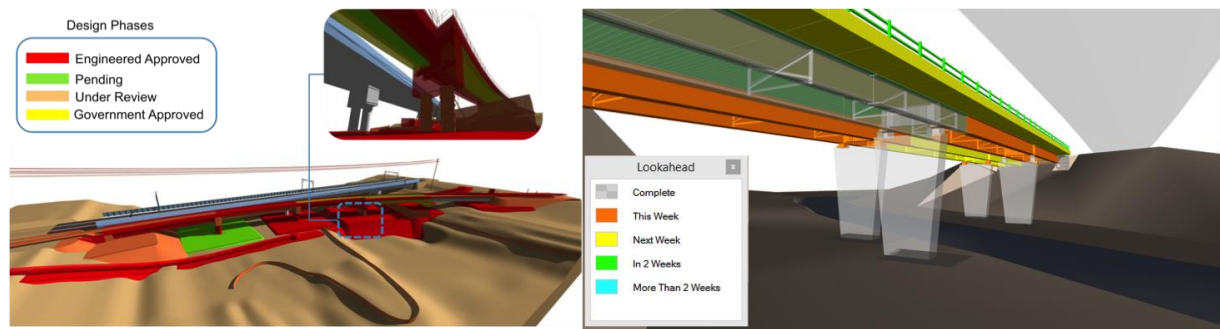 Design Phases
Engineered Approved
Pending
Under Review
Government Approved
Lookahead
x
Complete
This Week
Next Week
In 2 Weeks
More Than 2 Weeks